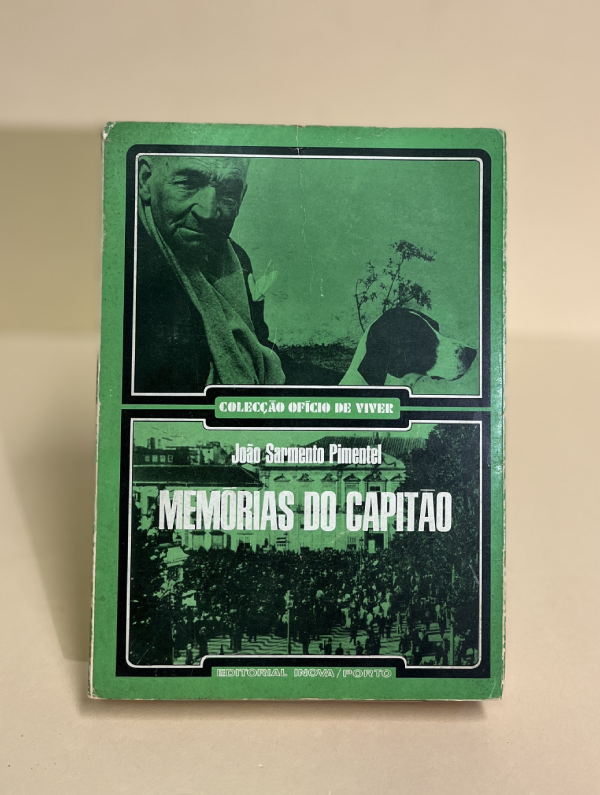 COLECÇÃO OFÍCIO DE VIVER
João Sarmento Pimentel
MEMÓRIAS DO CAPITÃO
EDITORIAL INOVA/PORTO